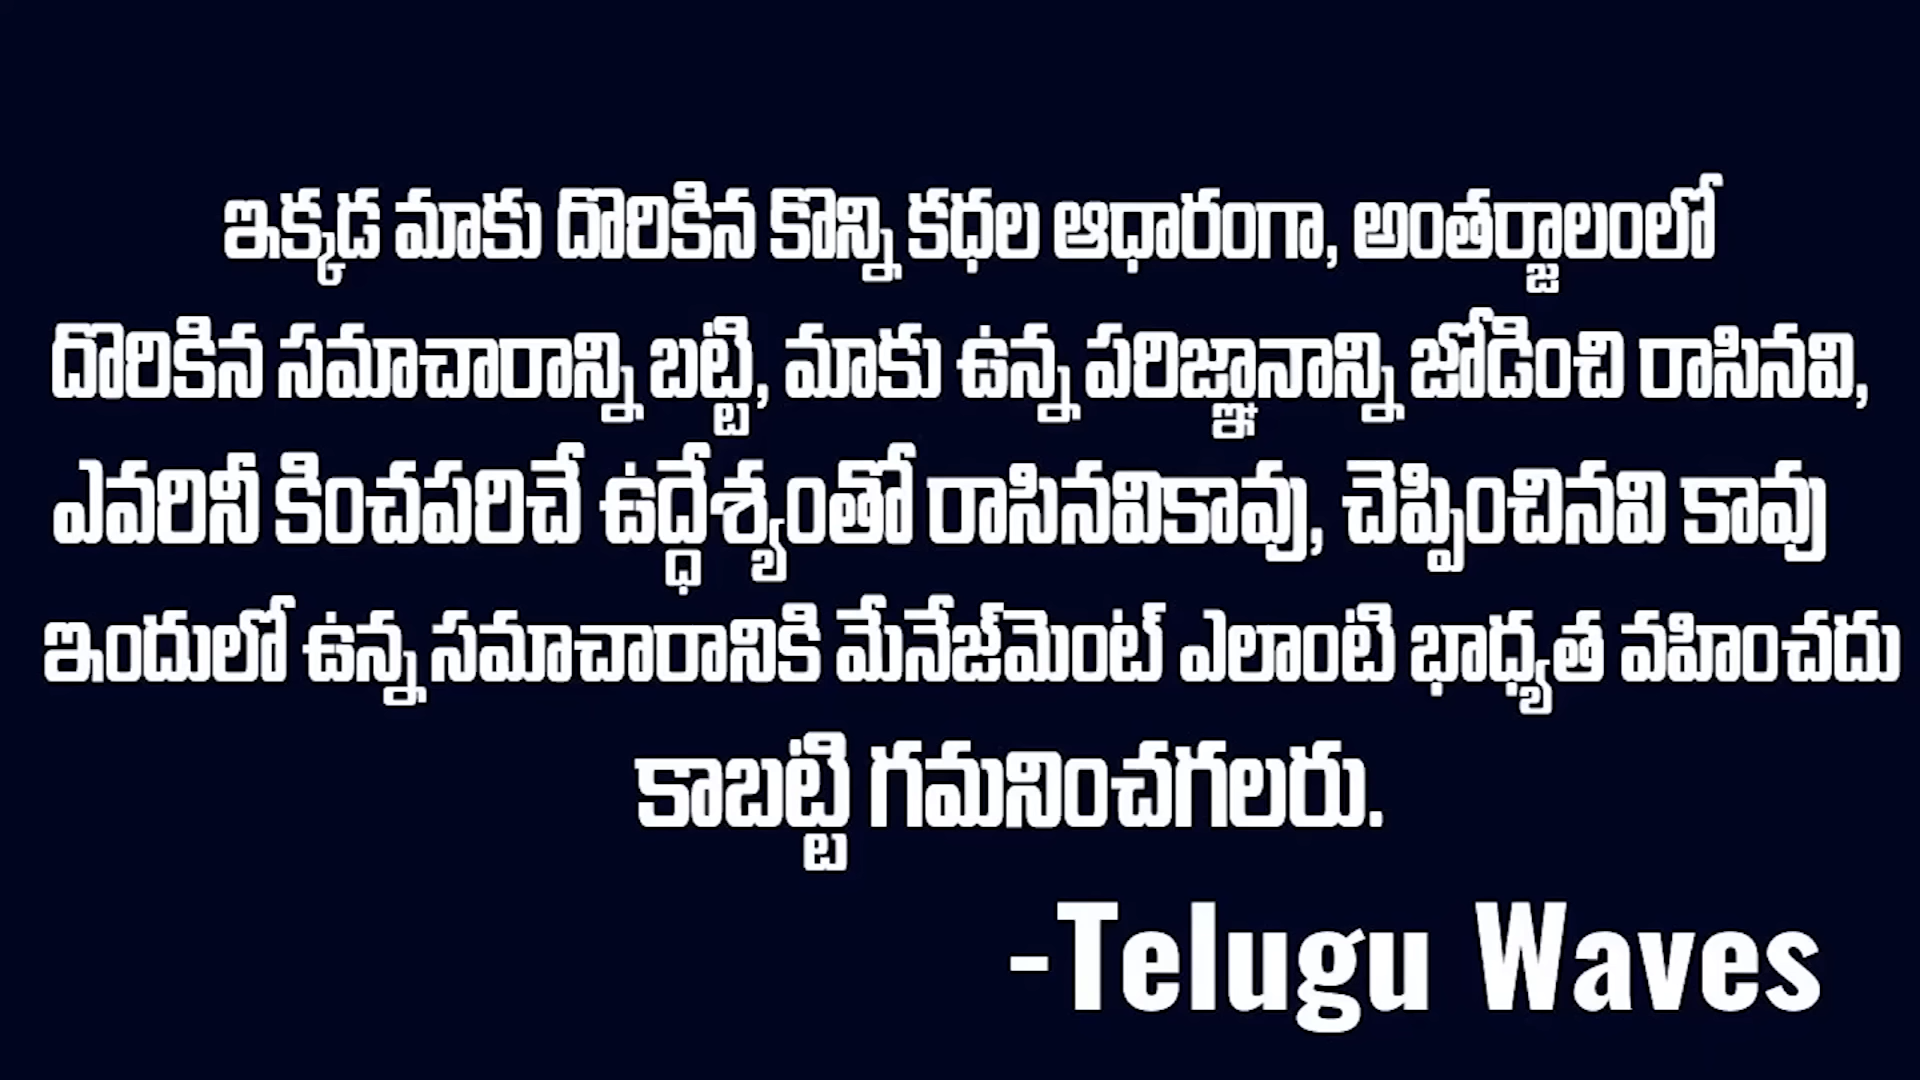 ఇక్కడ మాకు దొరికిన కొన్ని కధల ఆధారంగా, అంతర్జాలంలో
దొరికిన సమాచారాన్ని బట్టి, మాకు ఉన్న పరిజ్ఞానాన్ని జోడించి రాసినవి,
ఎవరినీ కించపరిచే ఉద్ధేశ్యంతో రాసినవికావు, చెప్పించినవి కావు
ఇందులో ఉన్న సమాచారానికి మేనేజ్‌మెంట్ ఎలాంటి భాధ్యత వహించదు
కాబట్టి గమనించగలరు.
-Telugu Waves